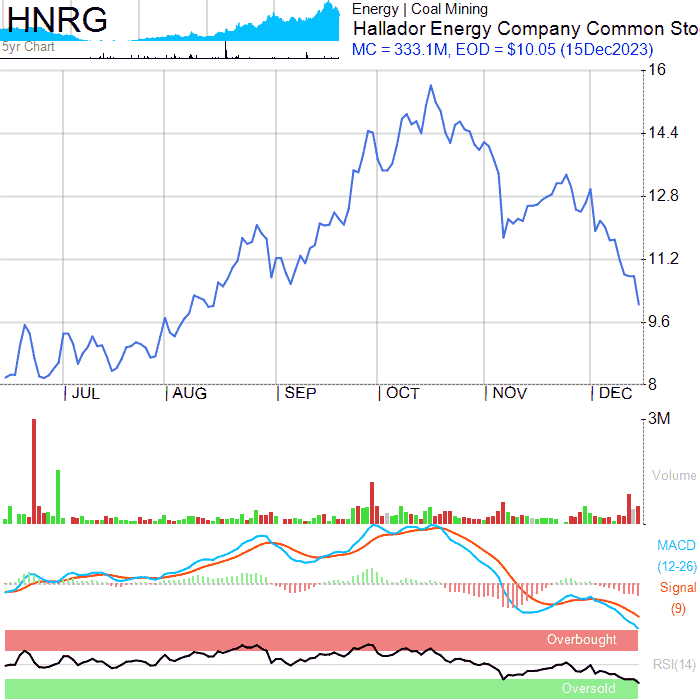 HNRG
5yr Chart
Energy | Coal Mining
Hallador Energy Company Common Sto
MC = 333.1M, EOD = $10.05 (15Dec2023)
16
14.4
12.8
11.2
9.6
8
JUL AUG SEP OCT NOV DEC
3M
Volume
MACD
(12-26)
Signal
(9)
Overbought
RSI(14)
Oversold